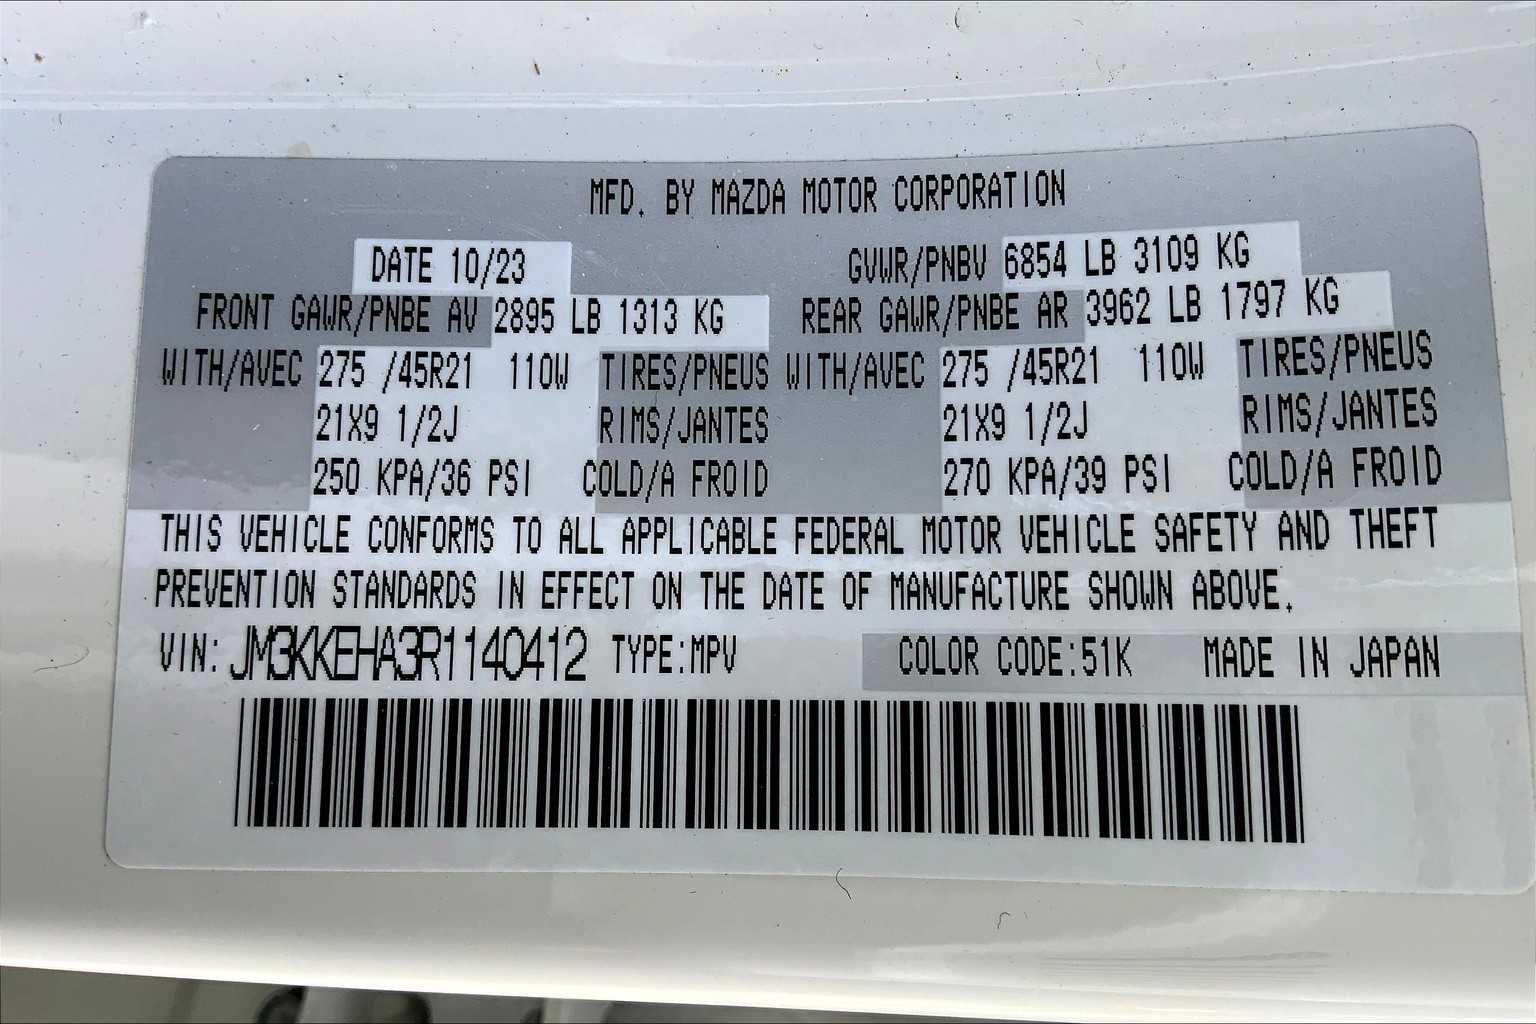 MFD. BY MAZDA MOTOR CORPORATION
DATE 10/23 GVWR/PNBV 6854 LB 3109 KG
FRONT GAWR/PNBE AV 2895 LB 1313 KG REAR GAWR/PNBE AR 3962 LB 1797 KG
WITH/AVEC 275 /45R21 110W TIRES/PNEUS WITH/AVEC 275 /45R21 110W TIRES/PNEUS
21X9 1/2J RIMS/JANTES 21X9 1/2J RIMS/JANTES
250 KPA/36 PSI COLD/A FROID 270 KPA/39 PSI COLD/A FROID
THIS VEHICLE CONFORMS TO ALL APPLICABLE FEDERAL MOTOR VEHICLE SAFETY AND THEFT
PREVENTION STANDARDS IN EFFECT ON THE DATE OF MANUFACTURE SHOWN ABOVE.
VIN: JM3KKEHA3R1140412 TYPE:MPV COLOR CODE:51K MADE IN JAPAN